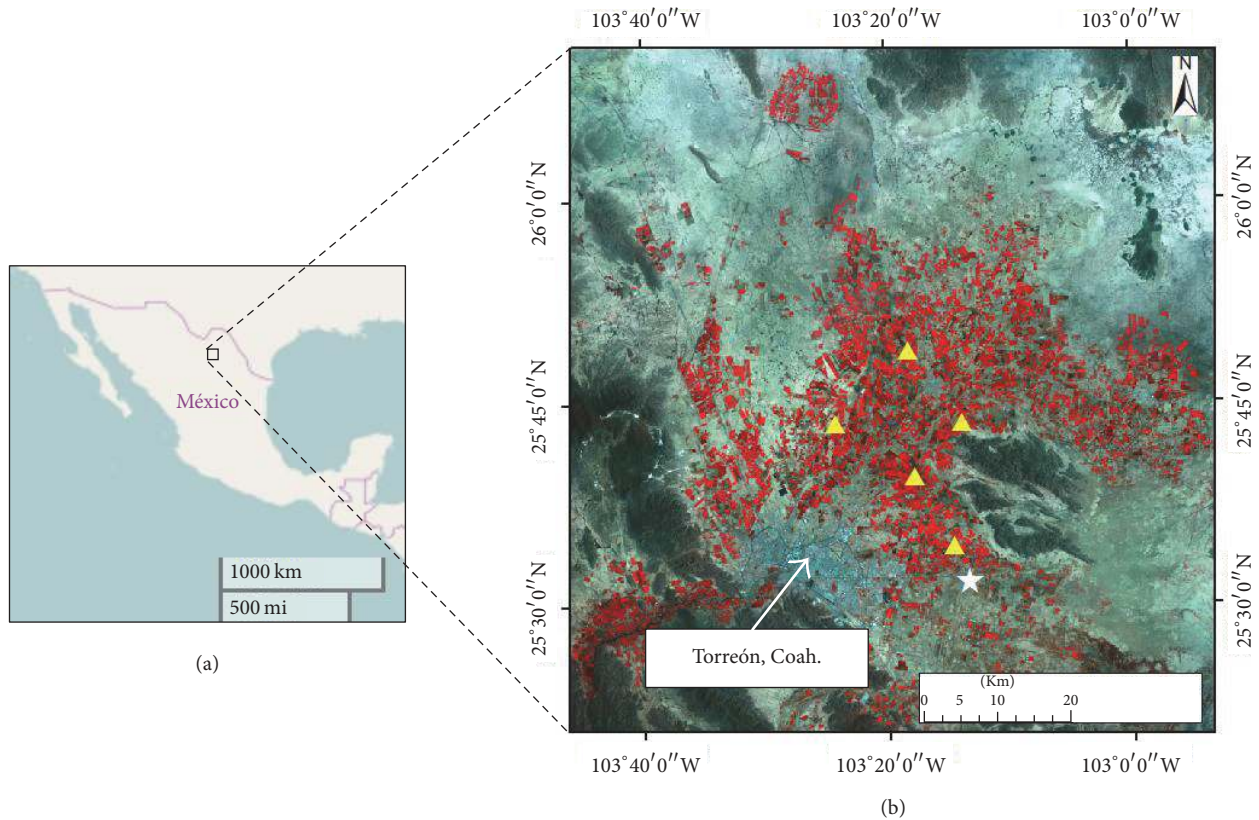 103°40′0″W
103°20′0″W
103°0′0″W
N
26°0′0″N
26°0′0″N
México
25°45′0″N
25°45′0″N
1000 km
500 mi
25°30′0″N
25°30′0″N
Torreón, Coah.
(Km)
0 5 10 20
(a)
103°40′0″W
103°20′0″W
103°0′0″W
(b)